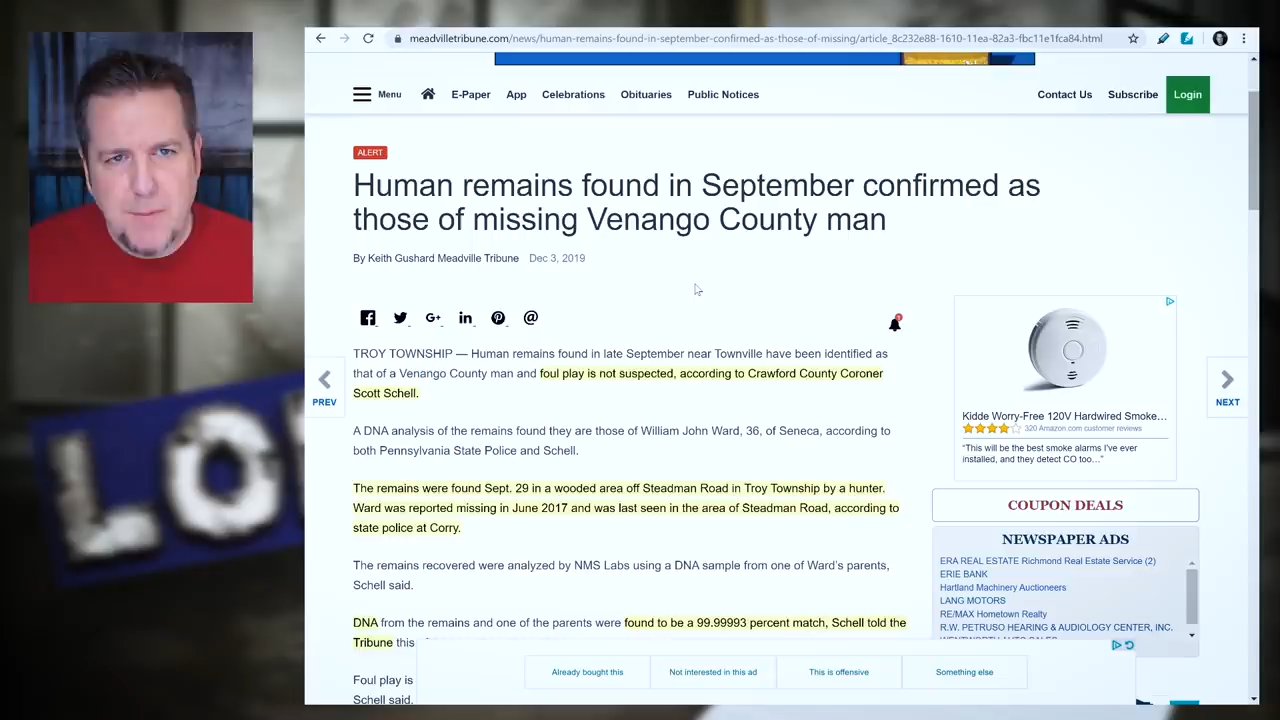 meadvilletribune.com/news/human-remains-found-in-september-confirmed-as-those-of-missing/article_8c232e88-1610-11ea-82a3-fbc11e1fca84.html
Menu E-Paper App Celebrations Obituaries Public Notices Contact Us Subscribe Login
ALERT
Human remains found in September confirmed as
those of missing Venango County man
By Keith Gushard Meadville Tribune Dec 3, 2019
TROY TOWNSHIP — Human remains found in late September near Townville have been identified as
that of a Venango County man and foul play is not suspected, according to Crawford County Coroner
Scott Schell.
A DNA analysis of the remains found they are those of William John Ward, 36, of Seneca, according to
both Pennsylvania State Police and Schell.
The remains were found Sept. 29 in a wooded area off Steadman Road in Troy Township by a hunter.
Ward was reported missing in June 2017 and was last seen in the area of Steadman Road, according to
state police at Corry.
The remains recovered were analyzed by NMS Labs using a DNA sample from one of Ward's parents,
Schell said.
DNA from the remains and one of the parents were found to be a 99.99993 percent match, Schell told the
Tribune this
Foul play is
Schell said.
PREV
NEXT
Kidde Worry-Free 120V Hardwired Smoke...
320 Amazon.com customer reviews
"This will be the best smoke alarms I've ever
installed, and they detect CO too..."
COUPON DEALS
NEWSPAPER ADS
ERA REAL ESTATE Richmond Real Estate Service (2)
ERIE BANK
Hartland Machinery Auctioneers
LANG MOTORS
RE/MAX Hometown Realty
R.W. PETRUSO HEARING & AUDIOLOGY CENTER, INC.
Already bought this
Not interested in this ad
This is offensive
Something else
LO